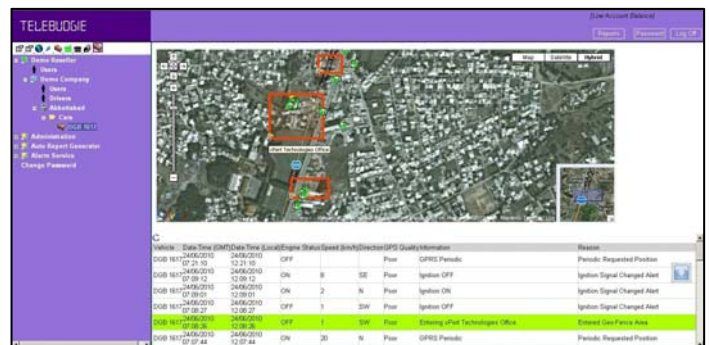 TELEBUDGIE
[Low Account Balance]
Reports Password Log Off
Demo Reseller
Users
Demo Company
Users
Drivers
Abbottabad
Cars
DGB 1617
Administration
Auto Report Generator
Alarm Service
Change Password
Map Satellite Hybrid
xPert Technologies Office
Vehicle Date-Time (GMT) Date-Time (Local) Engine Status Speed (km/h) Direction GPS Quality Information Reason
DGB 1617 24/06/2010 07:21:10 24/06/2010 12:21:10 OFF Poor GPRS Periodic Periodic Requested Position
DGB 1617 24/06/2010 07:09:12 24/06/2010 12:09:12 ON 8 SE Poor Ignition OFF Ignition Signal Changed Alert
DGB 1617 24/06/2010 07:09:01 24/06/2010 12:09:01 ON 2 N Poor Ignition ON Ignition Signal Changed Alert
DGB 1617 24/06/2010 07:08:27 24/06/2010 12:08:27 OFF 1 SW Poor Ignition OFF Ignition Signal Changed Alert
DGB 1617 24/06/2010 07:08:26 24/06/2010 12:08:26 OFF 1 SW Poor Entering xPert Technologies Office Entered Geo Fence Area
DGB 1617 24/06/2010 07:07:44 24/06/2010 12:07:44 ON 20 N Poor GPRS Periodic Periodic Requested Position